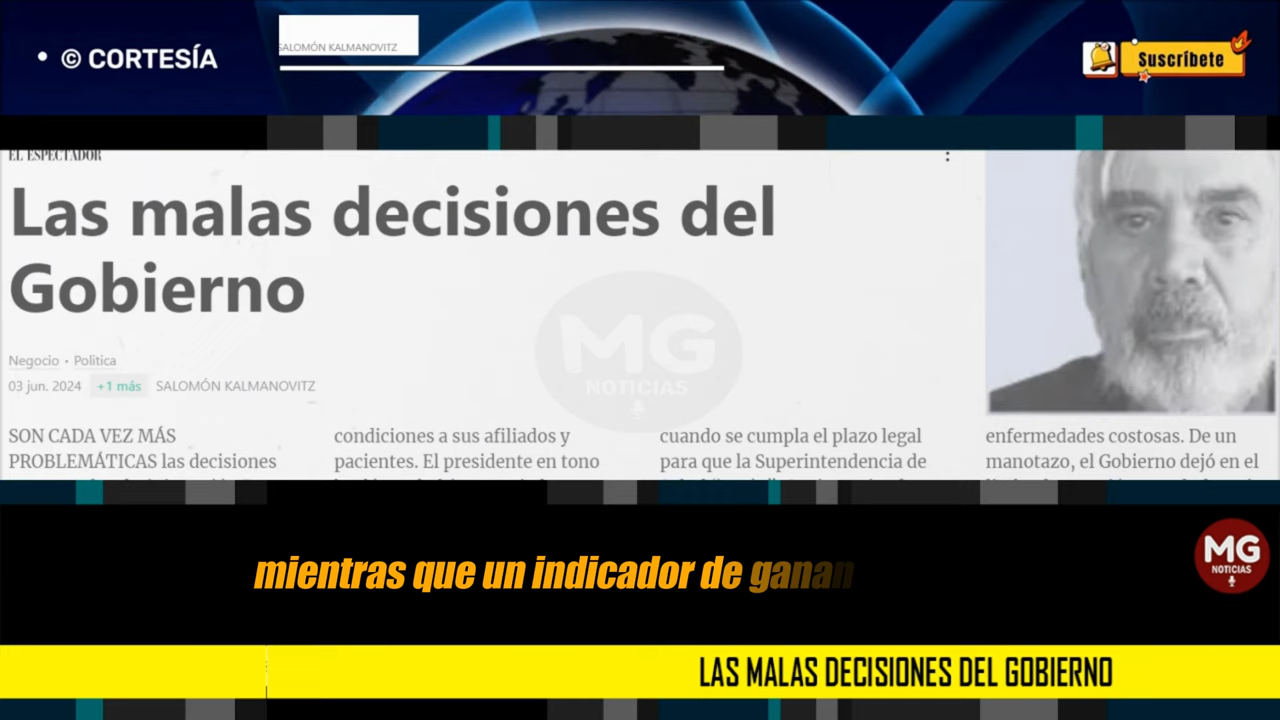 • © CORTESÍA
SALOMÓN KALMANOVITZ
Suscríbete
EL ESPECTADOR
Las malas decisiones del
Gobierno
MG
NOTICIAS
Negocio • Política
03 jun. 2024 +1 más SALOMÓN KALMANOVITZ
SON CADA VEZ MÁS
PROBLEMÁTICAS las decisiones
condiciones a sus afiliados y
pacientes. El presidente en tono
cuando se cumpla el plazo legal
para que la Superintendencia de
enfermedades costosas. De un
manotazo, el Gobierno dejó en el
mientras que un indicador de ganan
MG
NOTICIAS
LAS MALAS DECISIONES DEL GOBIERNO